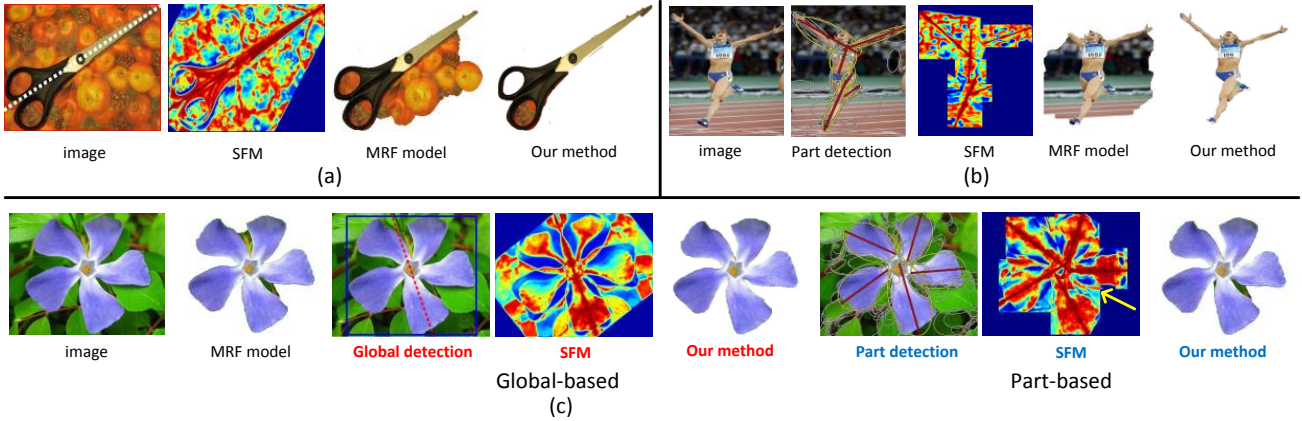 image
SFM
MRF model
Our method
(a)
image
Part detection
SFM
MRF model
Our method
(b)
image
MRF model
Global detection
SFM
Our method
Part detection
SFM
Our method
Global-based
Part-based
(c)